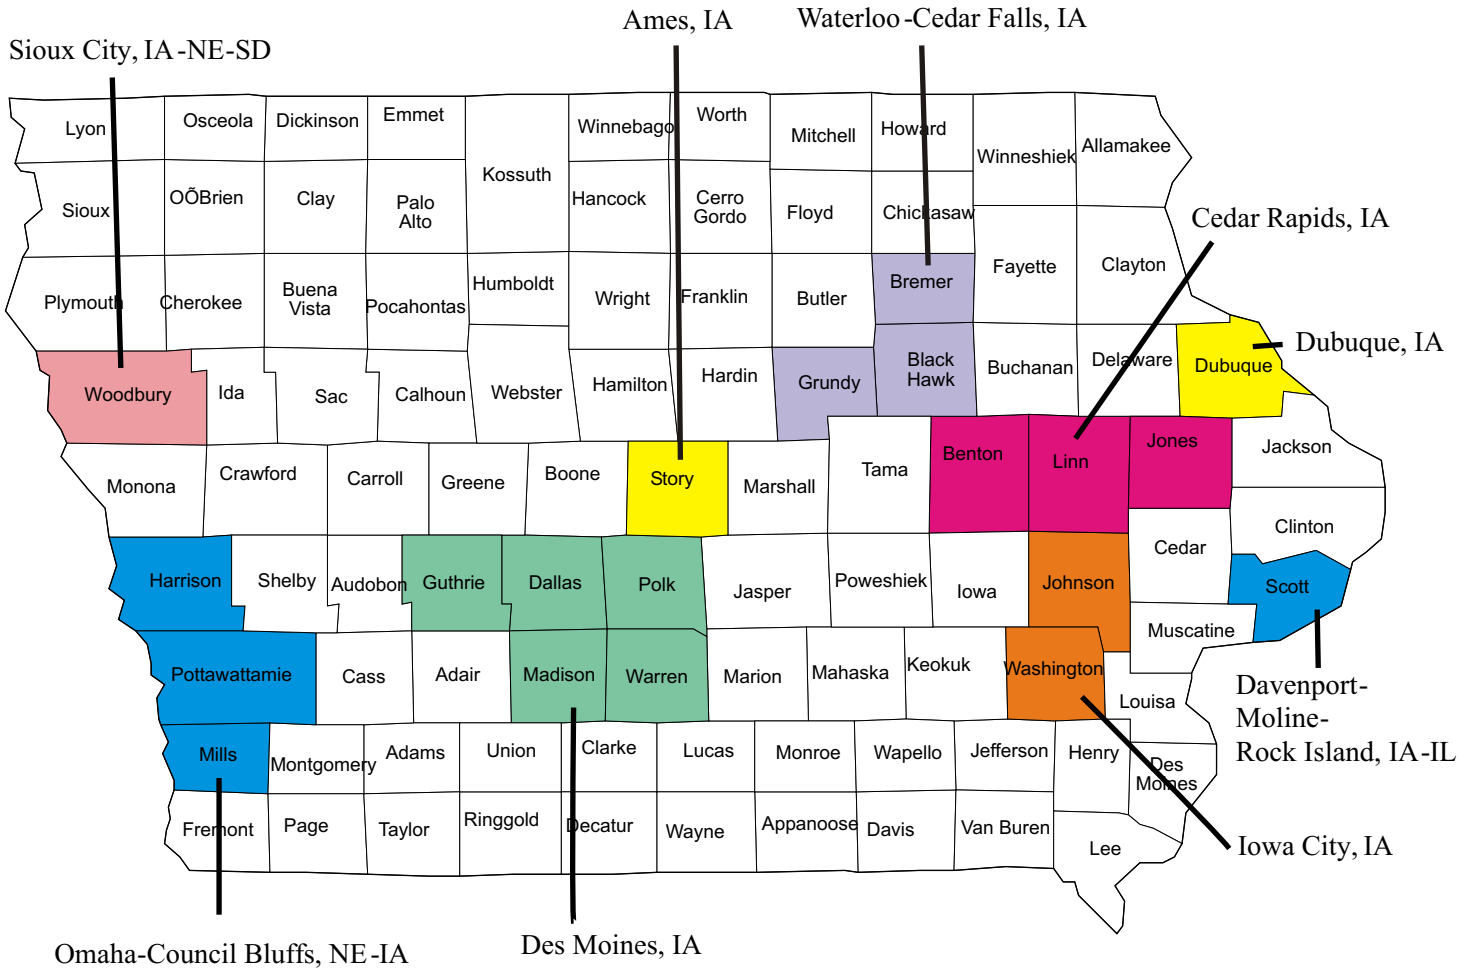 Ames, IA
Waterloo-Cedar Falls, IA
Sioux City, IA-NE-SD
Lyon
Osceola
Dickinson
Emmet
Kossuth
Winnebago
Worth
Mitchell
Howard
Winneshiek
Allamakee
Sioux
OÕBrien
Clay
Palo
Alto
Hancock
Cerro
Gordo
Floyd
Chickasaw
Cedar Rapids, IA
Plymouth
Cherokee
Buena
Vista
Pocahontas
Humboldt
Wright
Franklin
Butler
Bremer
Fayette
Clayton
Dubuque, IA
Woodbury
Ida
Sac
Calhoun
Webster
Hamilton
Hardin
Grundy
Black
Hawk
Buchanan
Delaware
Dubuque
Monona
Crawford
Carroll
Greene
Boone
Story
Marshall
Tama
Benton
Linn
Jones
Jackson
Clinton
Harrison
Shelby
Audobon
Guthrie
Dallas
Polk
Jasper
Poweshiek
Iowa
Johnson
Cedar
Scott
Muscatine
Pottawattamie
Cass
Adair
Madison
Warren
Marion
Mahaska
Keokuk
Washington
Louisa
Davenport-
Moline-
Rock Island, IA-IL
Mills
Montgomery
Adams
Union
Clarke
Lucas
Monroe
Wapello
Jefferson
Henry
Des
Moines
Fremont
Page
Taylor
Ringgold
Decatur
Wayne
Appanoose
Davis
Van Buren
Lee
Iowa City, IA
Omaha-Council Bluffs, NE-IA
Des Moines, IA